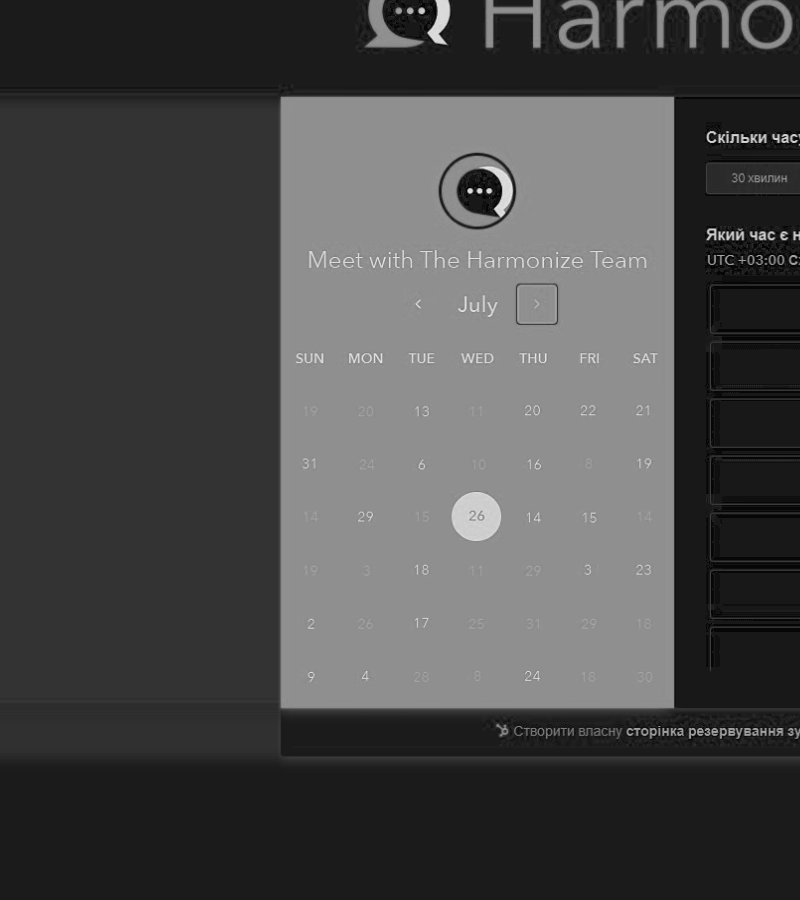 Harmo
Meet with The Harmonize Team
< July >
SUN MON TUE WED THU FRI SAT
19 20 13 11 20 22 21
31 24 6 10 16 8 19
14 29 15 26 14 15 14
19 3 18 11 29 3 23
2 26 17 25 31 29 18
9 4 28 8 24 18 30
Скільки часу
30 хвилин
Який час є н
UTC +03:00
Створити власну сторінка резервування зу